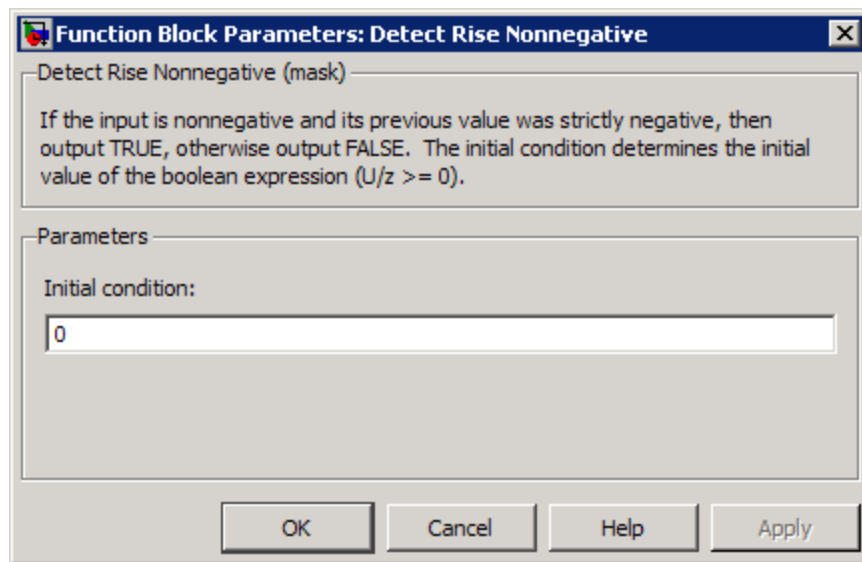 Function Block Parameters: Detect Rise Nonnegative
Detect Rise Nonnegative (mask)
If the input is nonnegative and its previous value was strictly negative, then
output TRUE, otherwise output FALSE.  The initial condition determines the initial
value of the boolean expression (U/z >= 0).
Parameters
Initial condition:
0
OK
Cancel
Help
Apply